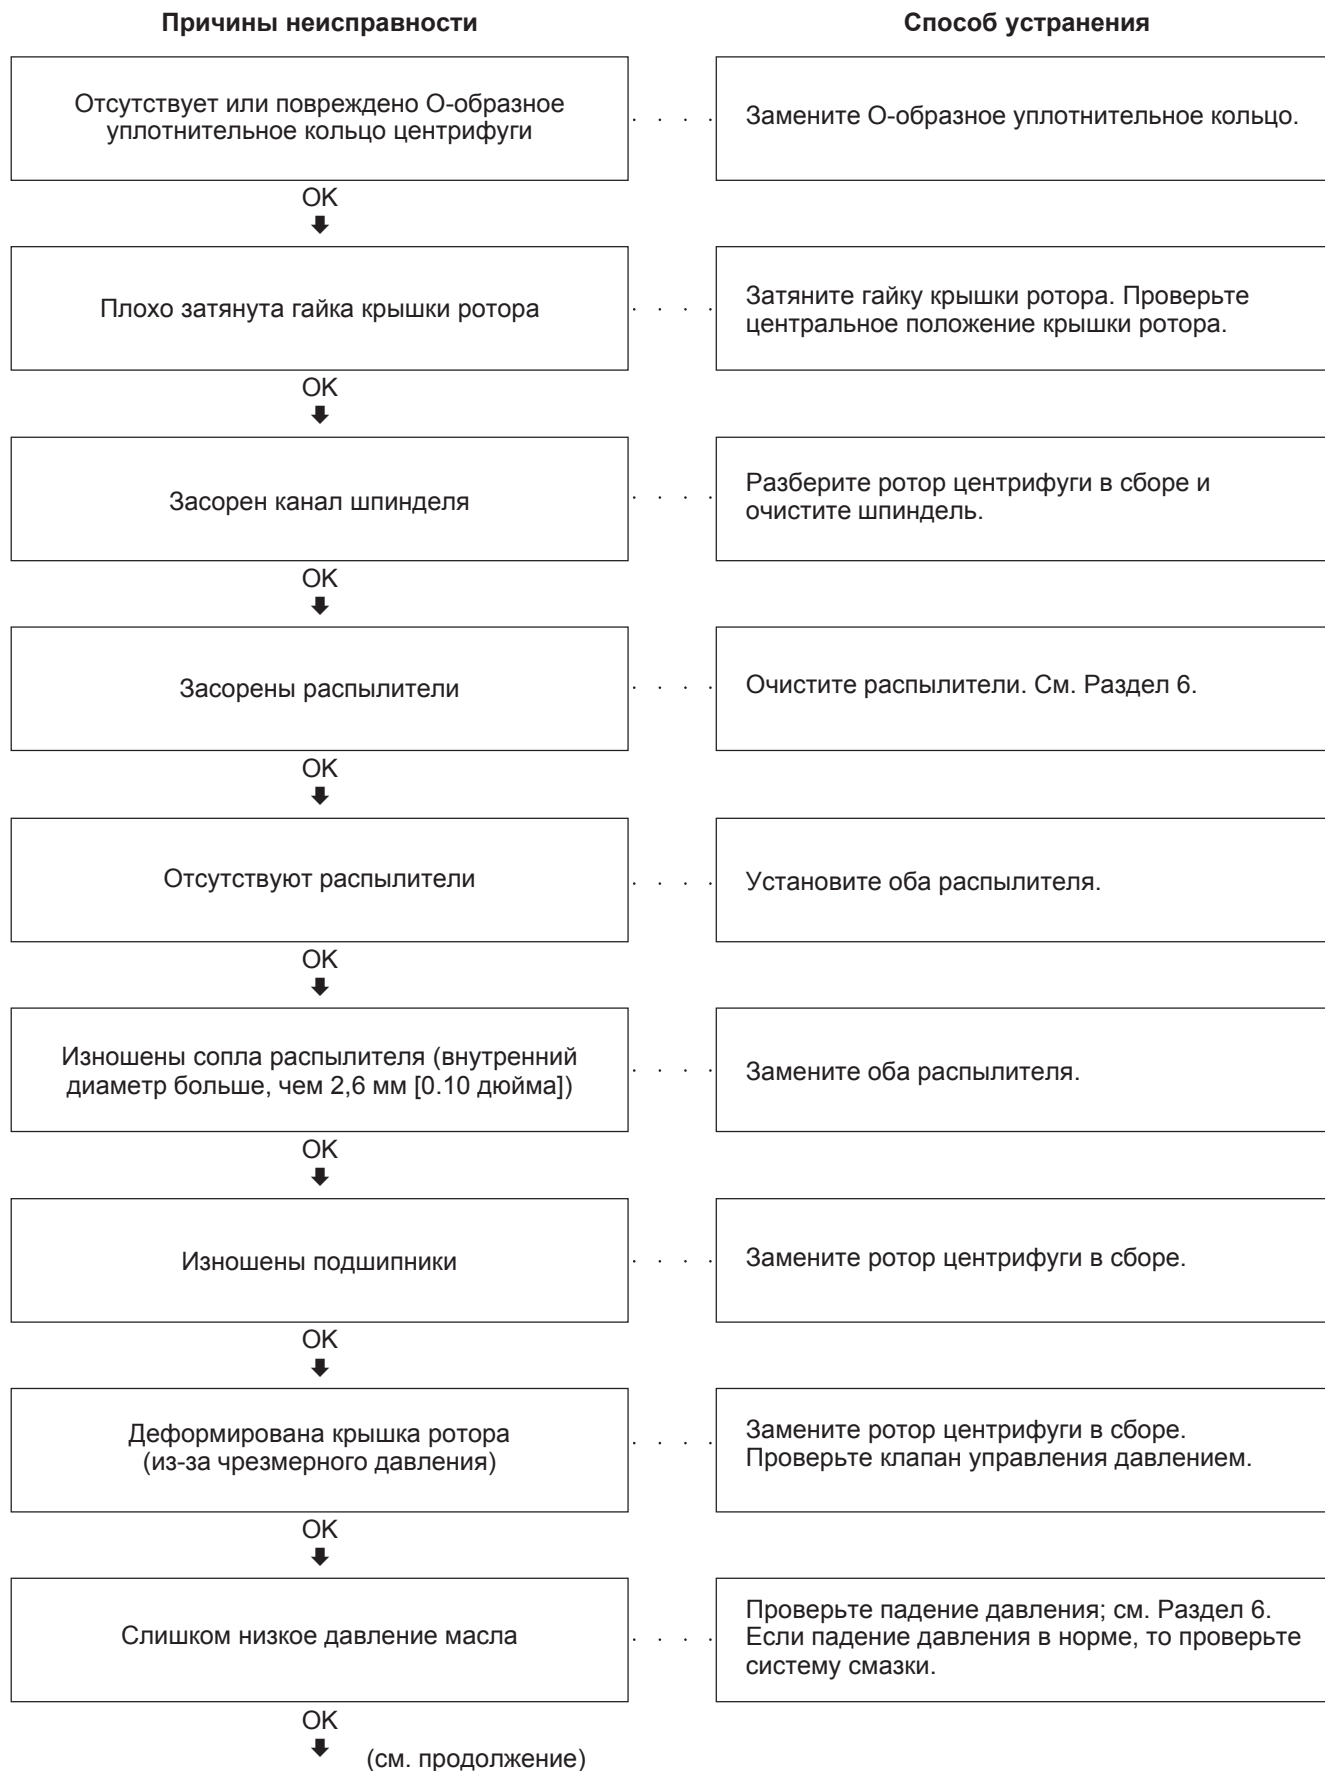 Причины неисправности
Способ устранения
Отсутствует или повреждено О-образное
уплотнительное кольцо центрифуги
Замените О-образное уплотнительное кольцо.
OK
Плохо затянута гайка крышки ротора
Затяните гайку крышки ротора. Проверьте
центральное положение крышки ротора.
OK
Засорен канал шпинделя
Разберите ротор центрифуги в сборе и
очистите шпиндель.
OK
Засорены распылители
Очистите распылители. См. Раздел 6.
OK
Отсутствуют распылители
Установите оба распылителя.
OK
Изношены сопла распылителя (внутренний
диаметр больше, чем 2,6 мм [0.10 дюйма])
Замените оба распылителя.
OK
Изношены подшипники
Замените ротор центрифуги в сборе.
OK
Деформирована крышка ротора
(из-за чрезмерного давления)
Замените ротор центрифуги в сборе.
Проверьте клапан управления давлением.
OK
Слишком низкое давление масла
Проверьте падение давления; см. Раздел 6.
Если падение давления в норме, то проверьте
систему смазки.
OK
(см. продолжение)